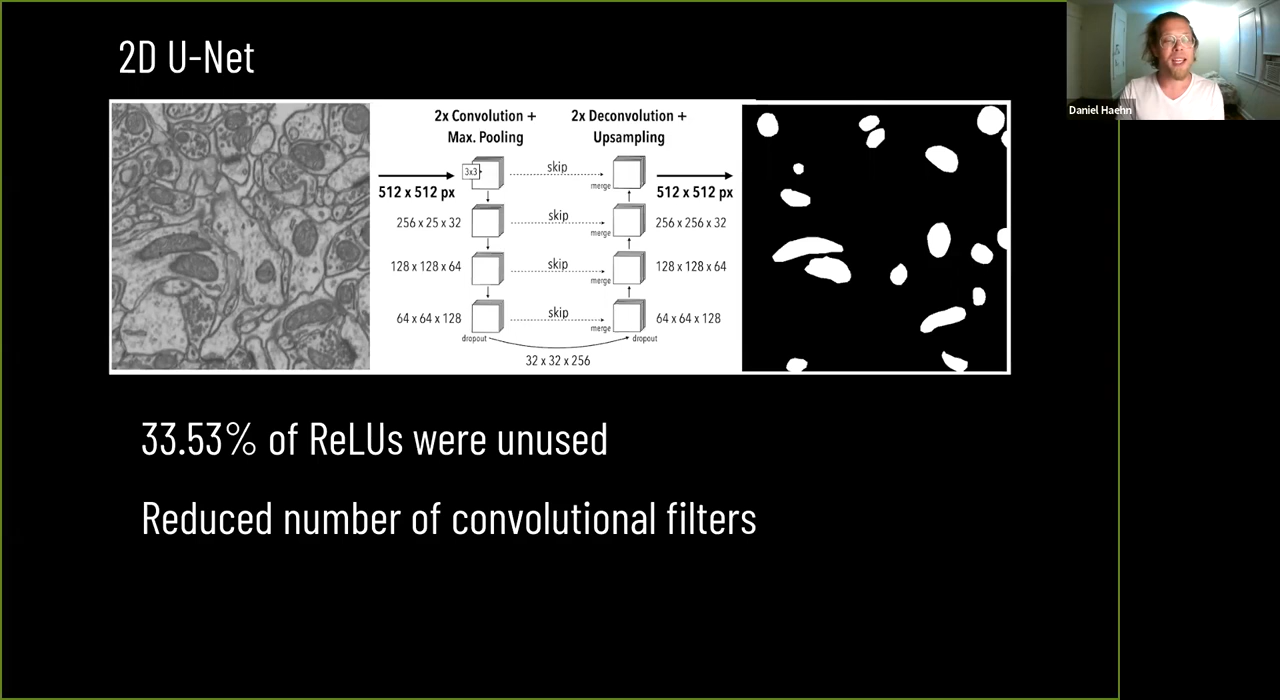 2D U-Net
Daniel Haehn
2x Convolution +
Max. Pooling
2x Deconvolution +
Upsampling
3x3
skip
merge
512 x 512 px
512 x 512 px
256 x 25 x 32
skip
merge
256 x 256 x 32
128 x 128 x 64
skip
merge
128 x 128 x 64
64 x 64 x 128
skip
merge
64 x 64 x 128
dropout
dropout
32 x 32 x 256
33.53% of ReLUs were unused
Reduced number of convolutional filters